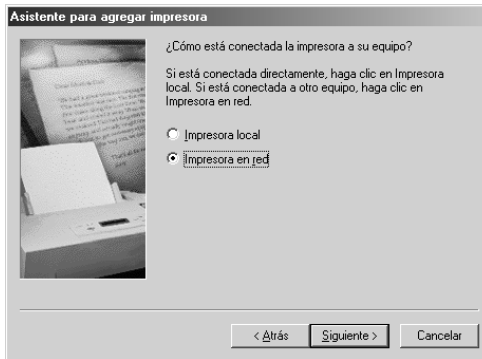 Asistente para agregar impresora
¿Cómo está conectada la impresora a su equipo?
Si está conectada directamente, haga clic en Impresora
local. Si está conectada a otro equipo, haga clic en
Impresora en red.
Impresora local
Impresora en red
< Atrás
Siguiente >
Cancelar